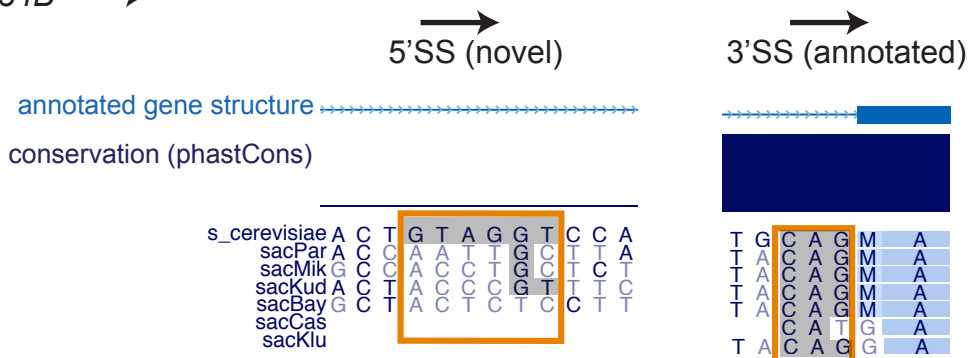 5'SS (novel)
3'SS (annotated)
annotated gene structure
conservation (phastCons)
s_cerevisiae A C T G T A G G T C C A
sacPar A C C A A T T G C T T A
sacMik G C C A C C T G C T C T
sacKud A C T A C C C G T T T C
sacBay G C T A C T C T C C T T
sacCas
sacKlu
T G C A G M A
T A C A G M A
T A C A G M A
T A C A G M A
T A C A G M A
C A T G A
T A C A G G A